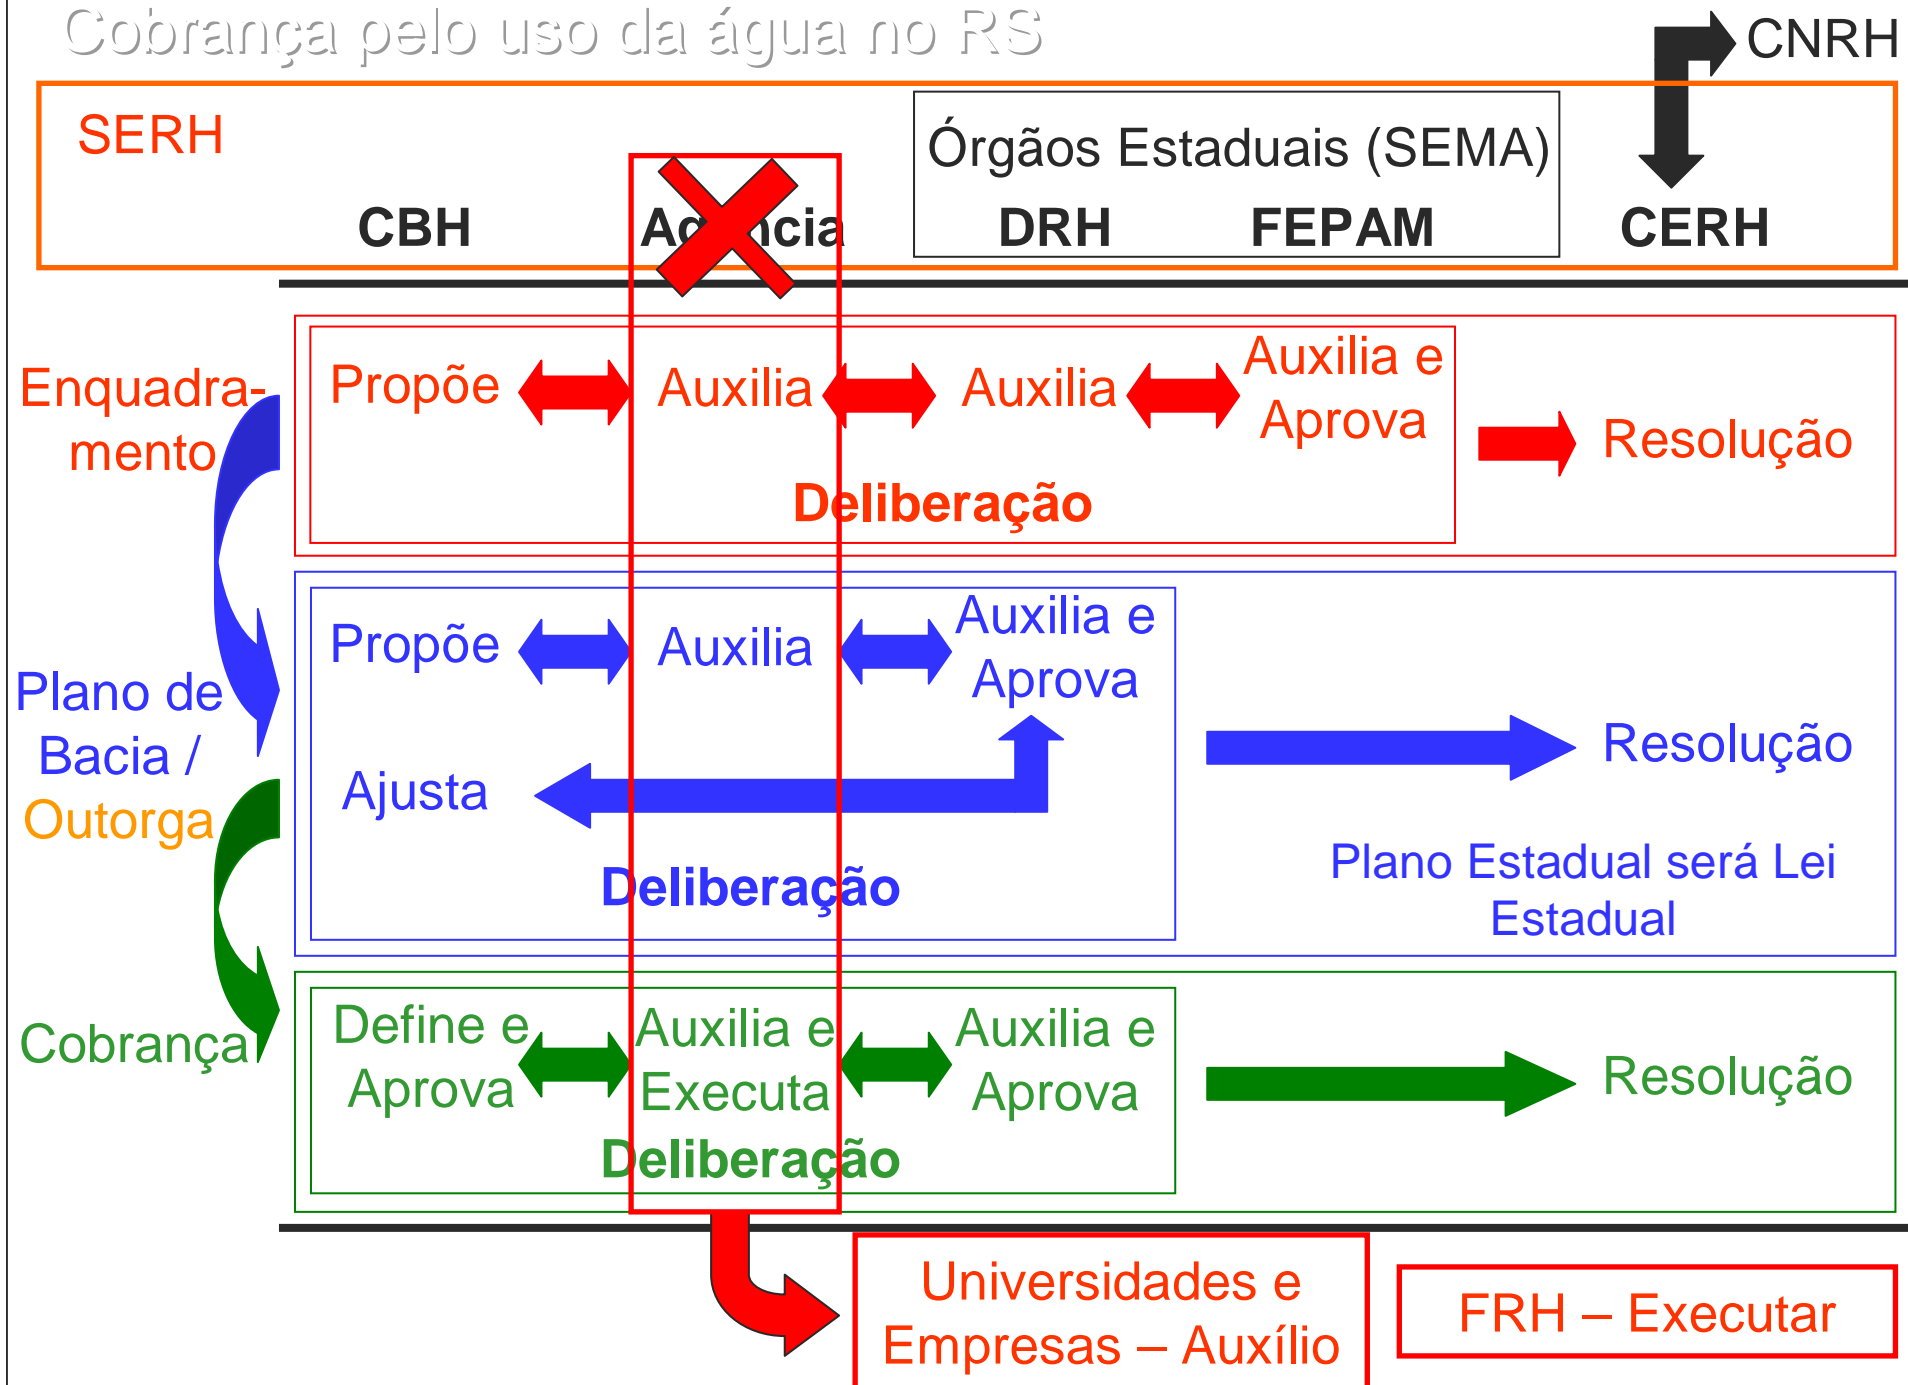 Cobrança pelo uso da água no RS
CNRH
SERH
Órgãos Estaduais (SEMA)
CBH Agência DRH FEPAM CERH
Enquadra-
mento
Propõe Auxilia Auxilia Auxilia e
Aprova
Resolução
Deliberação
Plano de
Bacia /
Outorga
Propõe Auxilia Auxilia e
Aprova
Resolução
Ajusta
Deliberação
Plano Estadual será Lei
Estadual
Cobrança
Define e Auxilia e Auxilia e
Aprova Executa Aprova
Resolução
Deliberação
Universidades e
Empresas – Auxílio
FRH – Executar